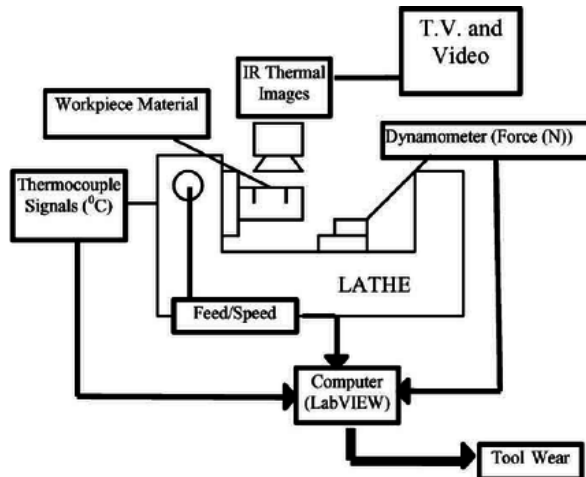 T.V. and
Video
IR Thermal
Images
Workpiece Material
Dynamometer (Force (N))
Thermocouple
Signals (⁰C)
LATHE
Feed/Speed
Computer
(LabVIEW)
Tool Wear